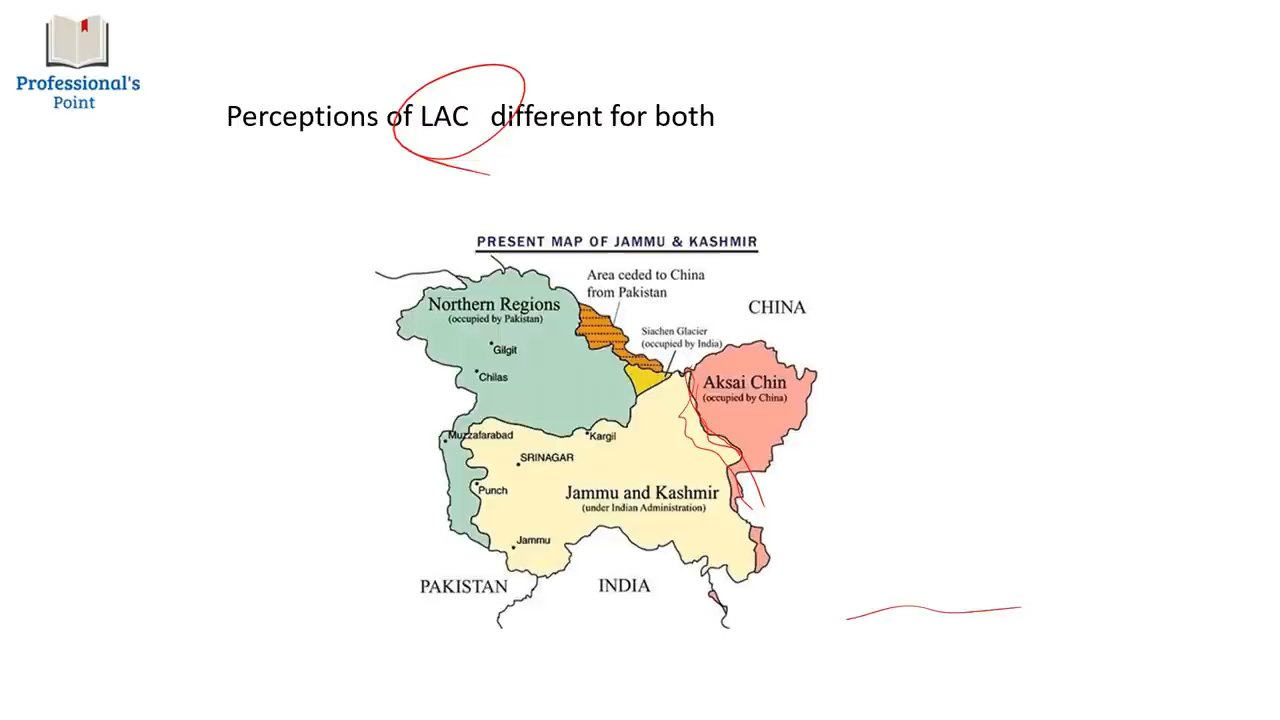 Professional's
Point
Perceptions of LAC different for both
PRESENT MAP OF JAMMU & KASHMIR
Area ceded to China
from Pakistan
Northern Regions
(occupied by Pakistan)
CHINA
Siachen Glacier
(occupied by India)
Gilgit
Chilas
Aksai Chin
(occupied by China)
Muzzafarabad
Kargil
SRINAGAR
Punch
Jammu and Kashmir
(under Indian Administration)
Jammu
PAKISTAN
INDIA